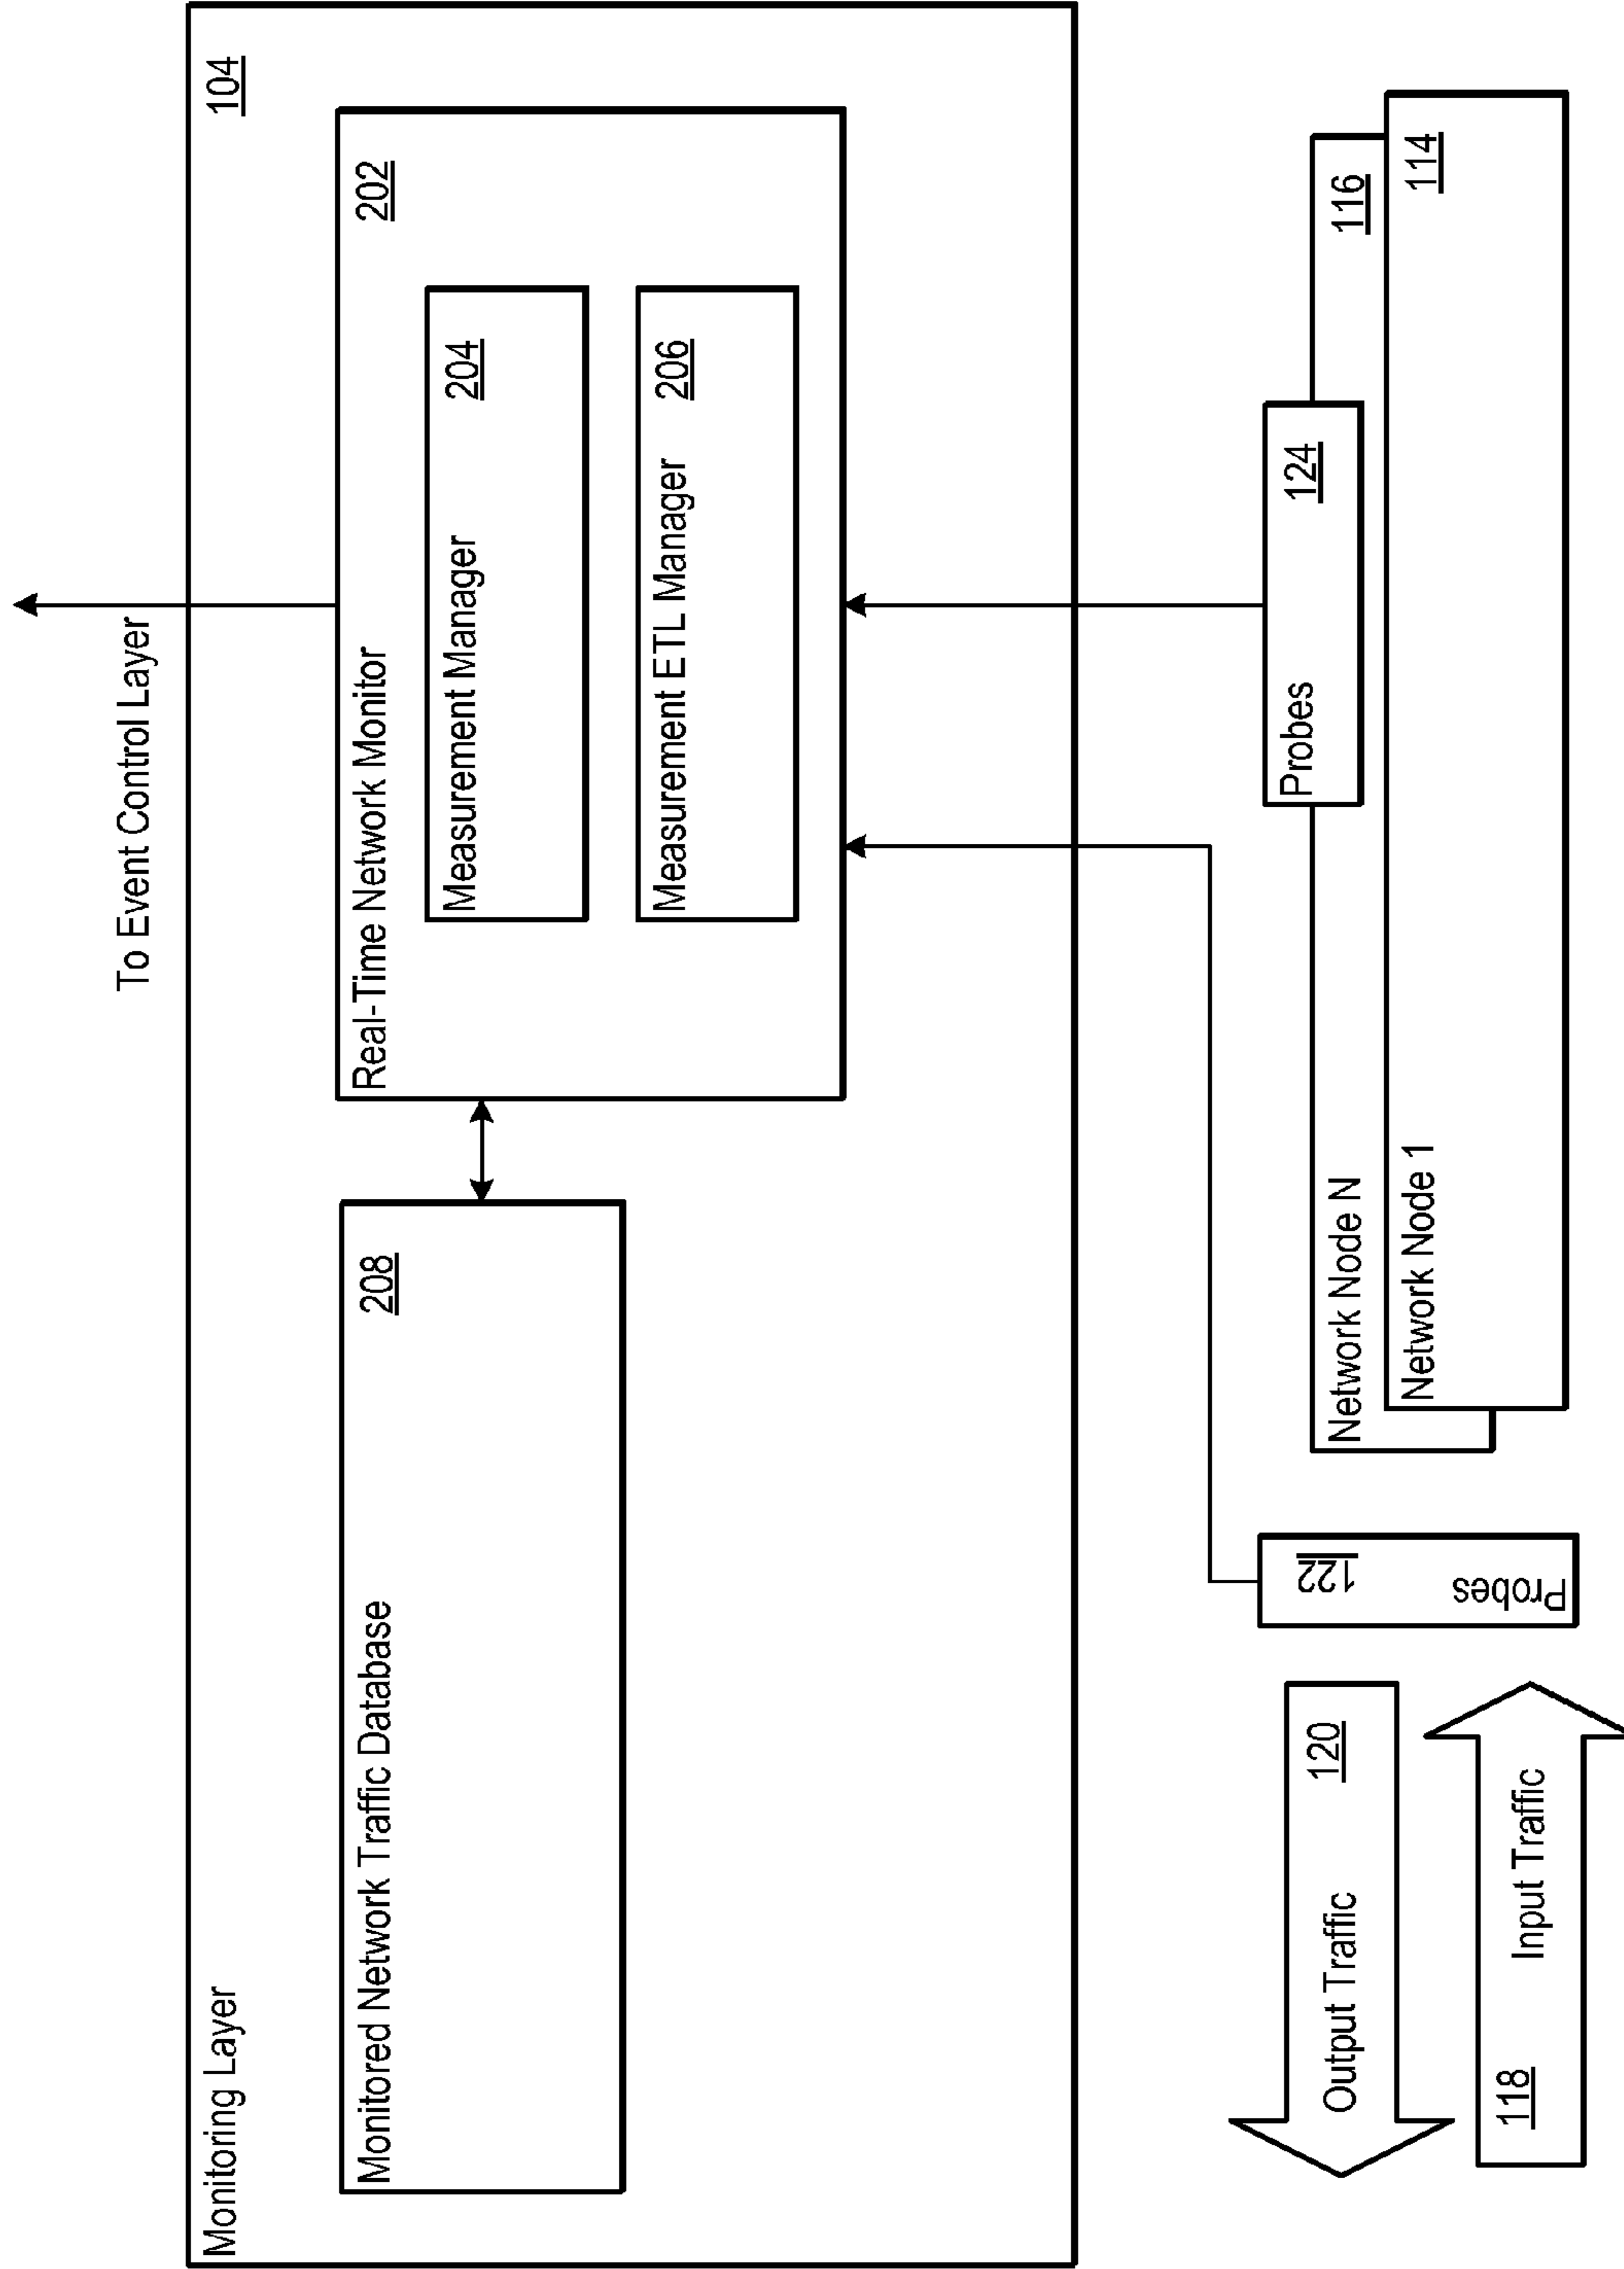 To Event Control Layer
Monitoring Layer
104
Monitored Network Traffic Database
208
Real-Time Network Monitor
202
Measurement Manager
204
Measurement ETL Manager
206
Output Traffic
120
118
Input Traffic
Probes
122
Probes
124
Network Node N
116
Network Node 1
114